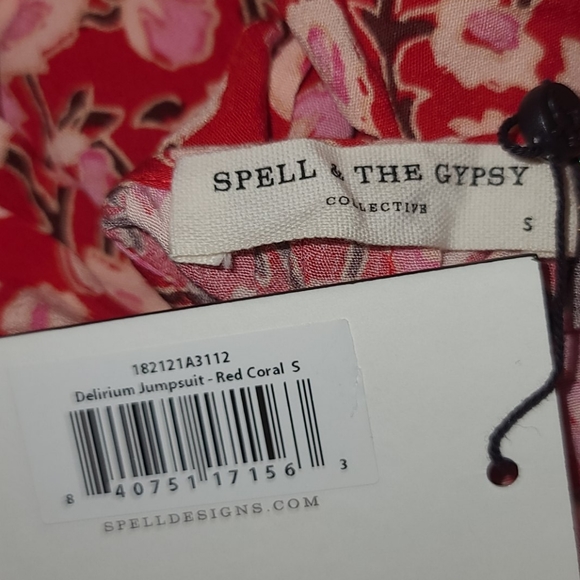 SPELL & THE GYPSY
COLLECTIVE
S
182121A3112
Delirium Jumpsuit - Red Coral S
8 40751 17156 3
SPELLDESIGNS.COM